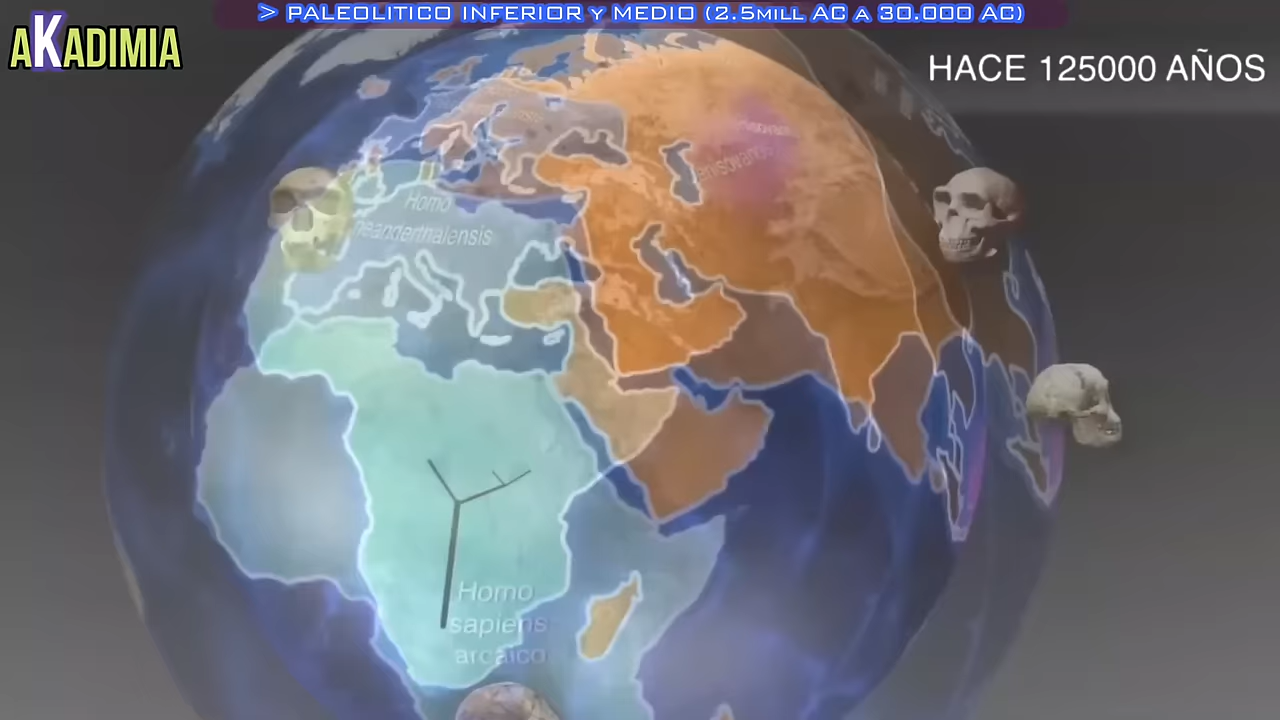 > PALEOLITICO INFERIOR y MEDIO (2.5mill AC a 30.000 AC)
AKADIMIA
HACE 125000 AÑOS
Homo
neanderthalensis
Homo
sapiens
arcaico